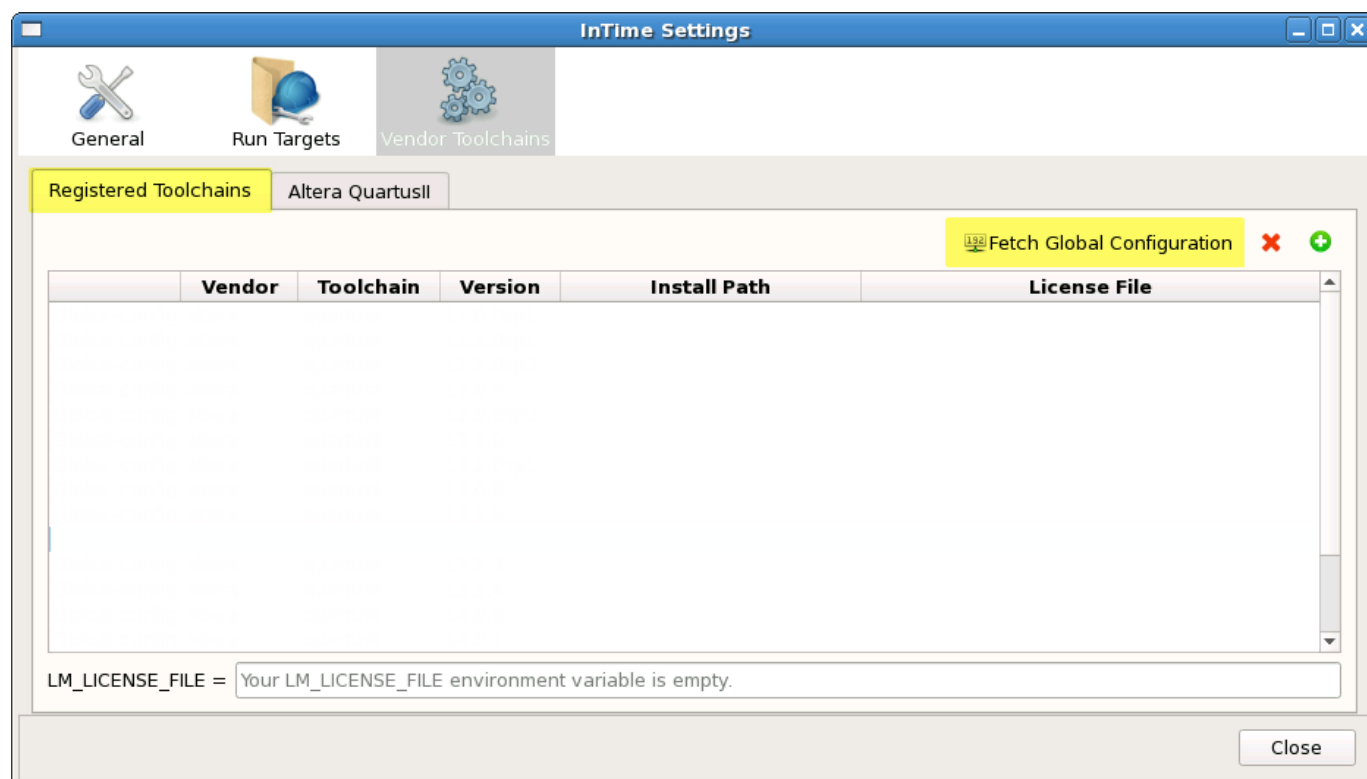 InTime Settings
General
Run Targets
Vendor Toolchains
Registered Toolchains
Altera QuartusII
192
Fetch Global Configuration
Vendor Toolchain Version Install Path License File
LM_LICENSE_FILE = Your LM_LICENSE_FILE environment variable is empty.
Close